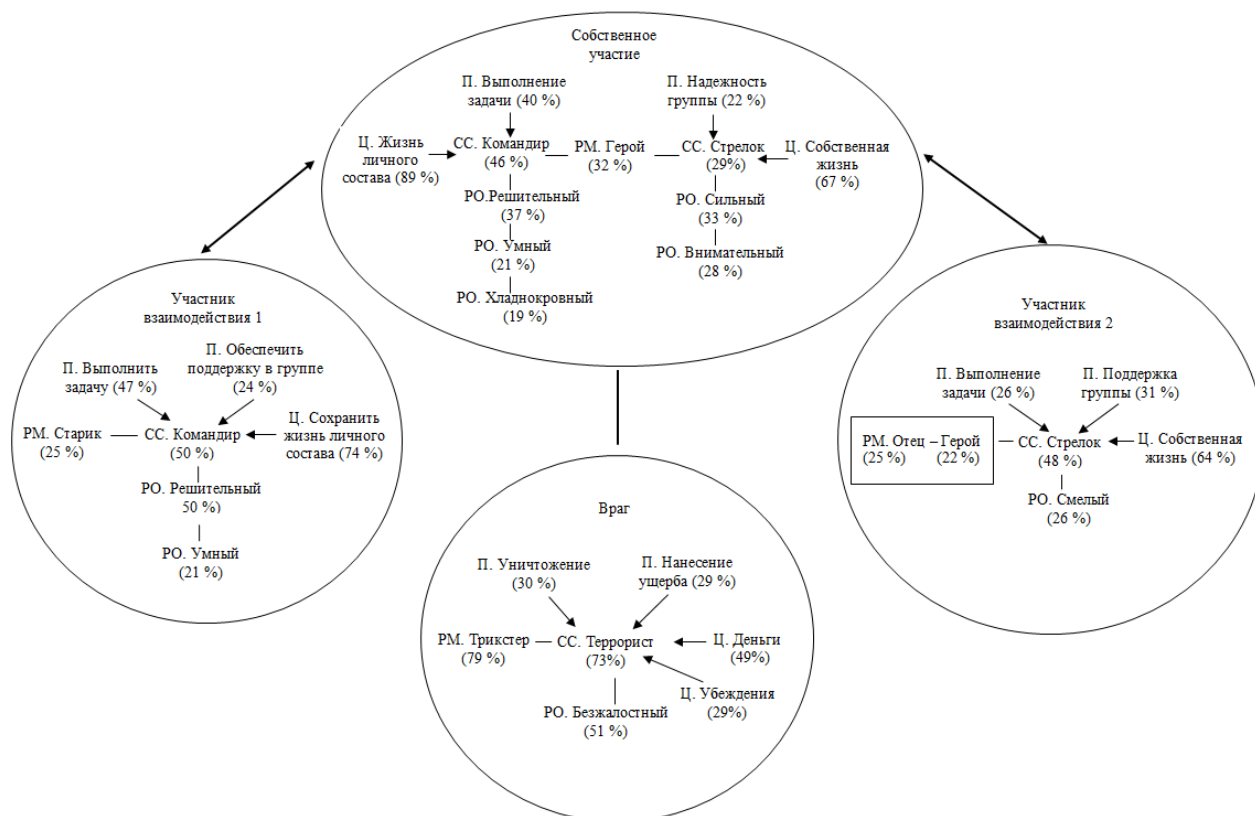 Собственное
участие
П. Выполнение
задачи (40 %)
П. Надежность
группы (22 %)
Ц. Жизнь
личного
состава (89 %)
СС. Командир
(46 %)
РМ. Герой
(32 %)
СС. Стрелок
(29%)
Ц. Собственная
жизнь
(67 %)
РО.Решительный
(37 %)
РО. Сильный
(33 %)
РО. Умный
(21 %)
РО. Внимательный
(28 %)
РО. Хладнокровный
(19 %)
Участник
взаимодействия 1
П. Выполнить
задачу (47 %)
П. Обеспечить
поддержку в группе
(24 %)
РМ. Старик
(25 %)
СС. Командир
(50 %)
Ц. Сохранить
жизнь личного
состава (74 %)
РО. Решительный
50 %)
РО. Умный
(21 %)
Участник
взаимодействия 2
П. Выполнение
задачи (26 %)
П. Поддержка
группы (31 %)
РМ. Отец – Герой
(25 %) (22 %)
СС. Стрелок
(48 %)
Ц. Собственная
жизнь (64 %)
РО. Смелый
(26 %)
Враг
П. Уничтожение
(30 %)
П. Нанесение
ущерба (29 %)
РМ. Трикстер
(79 %)
СС. Террорист
(73%)
Ц. Деньги
(49%)
Ц. Убеждения
(29%)
РО. Безжалостный
(51 %)